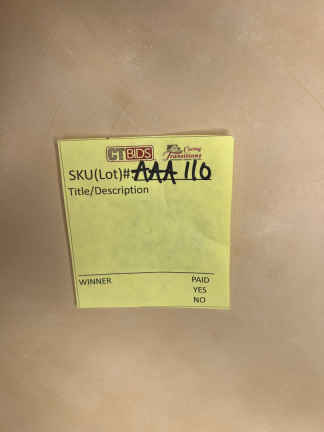 CTBIDS Caring Transitions
SKU(Lot)# AAA 110
Title/Description
WINNER PAID
YES
NO